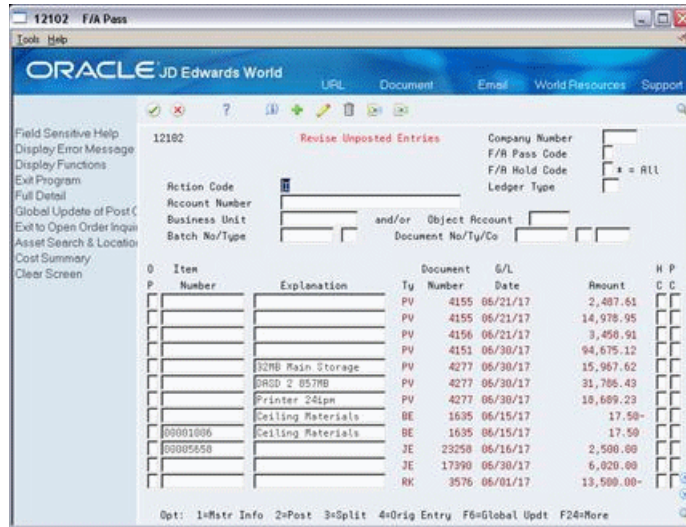 12102 F/A Pass
Tools Help
ORACLE JD Edwards World
URL Document Email World Resources Support
Field Sensitive Help
Display Error Message
Display Functions
Exit Program
Full Detail
Global Update of Post C
Exit to Open Order Inqui
Asset Search & Locatio
Cost Summary
Clear Screen
12102 Revise Unposted Entries Company Number
F/A Pass Code
F/A Hold Code * = All
Action Code I Ledger Type
Account Number
Business Unit and/or Object Account
Batch No/Type Document No/Ty/Co
O Item Document G/L H P
P Number Explanation Ty Number Date Amount C C
PV 4155 06/21/17 2,487.61
PV 4155 06/21/17 14,978.95
PV 4156 06/21/17 3,458.91
PV 4151 06/30/17 94,675.12
32MB Main Storage PV 4277 06/30/17 15,967.62
DASD 2 857MB PV 4277 06/30/17 31,786.43
Printer 24ipm PV 4277 06/30/17 18,609.23
Ceiling Materials BE 1635 06/15/17 17.50-
00001006 Ceiling Materials BE 1635 06/15/17 17.50
00005650 JE 23258 06/16/17 2,500.00
JE 17390 06/30/17 6,020.00
RK 3576 06/01/17 13,500.00-
Opt: 1=Mstr Info 2=Post 3=Split 4=Orig Entry F6=Global Updt F24=More